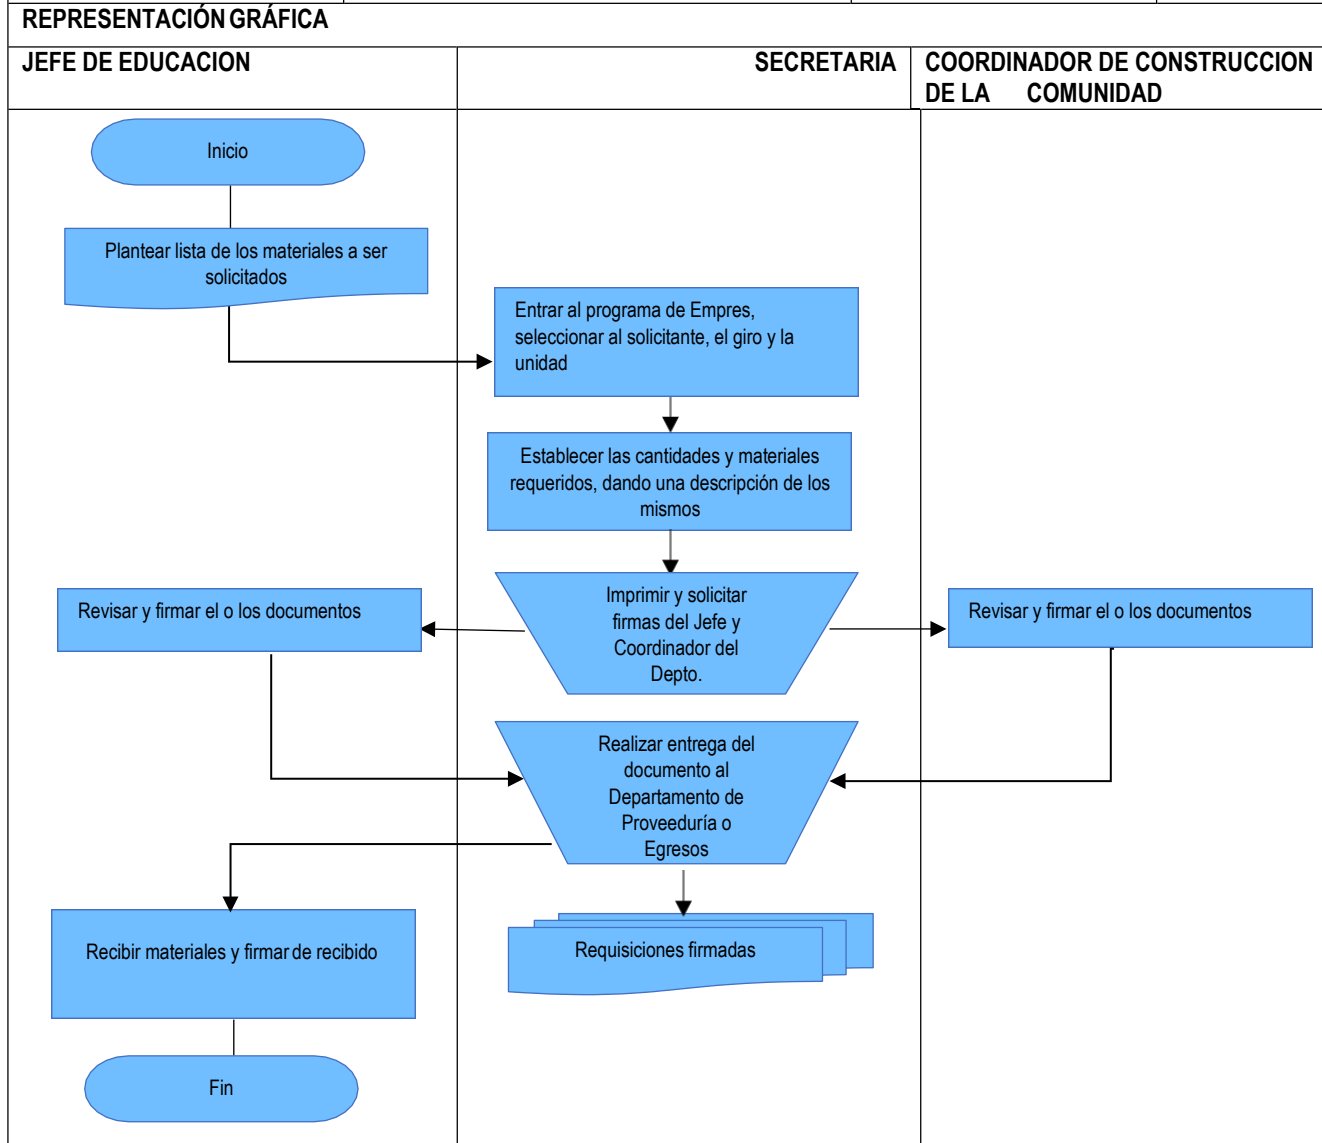 REPRESENTACIÓN GRÁFICA
JEFE DE EDUCACION
SECRETARIA
COORDINADOR DE CONSTRUCCION
DE LA COMUNIDAD
Inicio
Plantear lista de los materiales a ser
solicitados
Entrar al programa de Empres,
seleccionar al solicitante, el giro y la
unidad
Establecer las cantidades y materiales
requeridos, dando una descripción de los
mismos
Imprimir y solicitar
firmas del Jefe y
Coordinador del
Depto.
Revisar y firmar el o los documentos
Revisar y firmar el o los documentos
Realizar entrega del
documento al
Departamento de
Proveeduría o
Egresos
Recibir materiales y firmar de recibido
Requisiciones firmadas
Fin